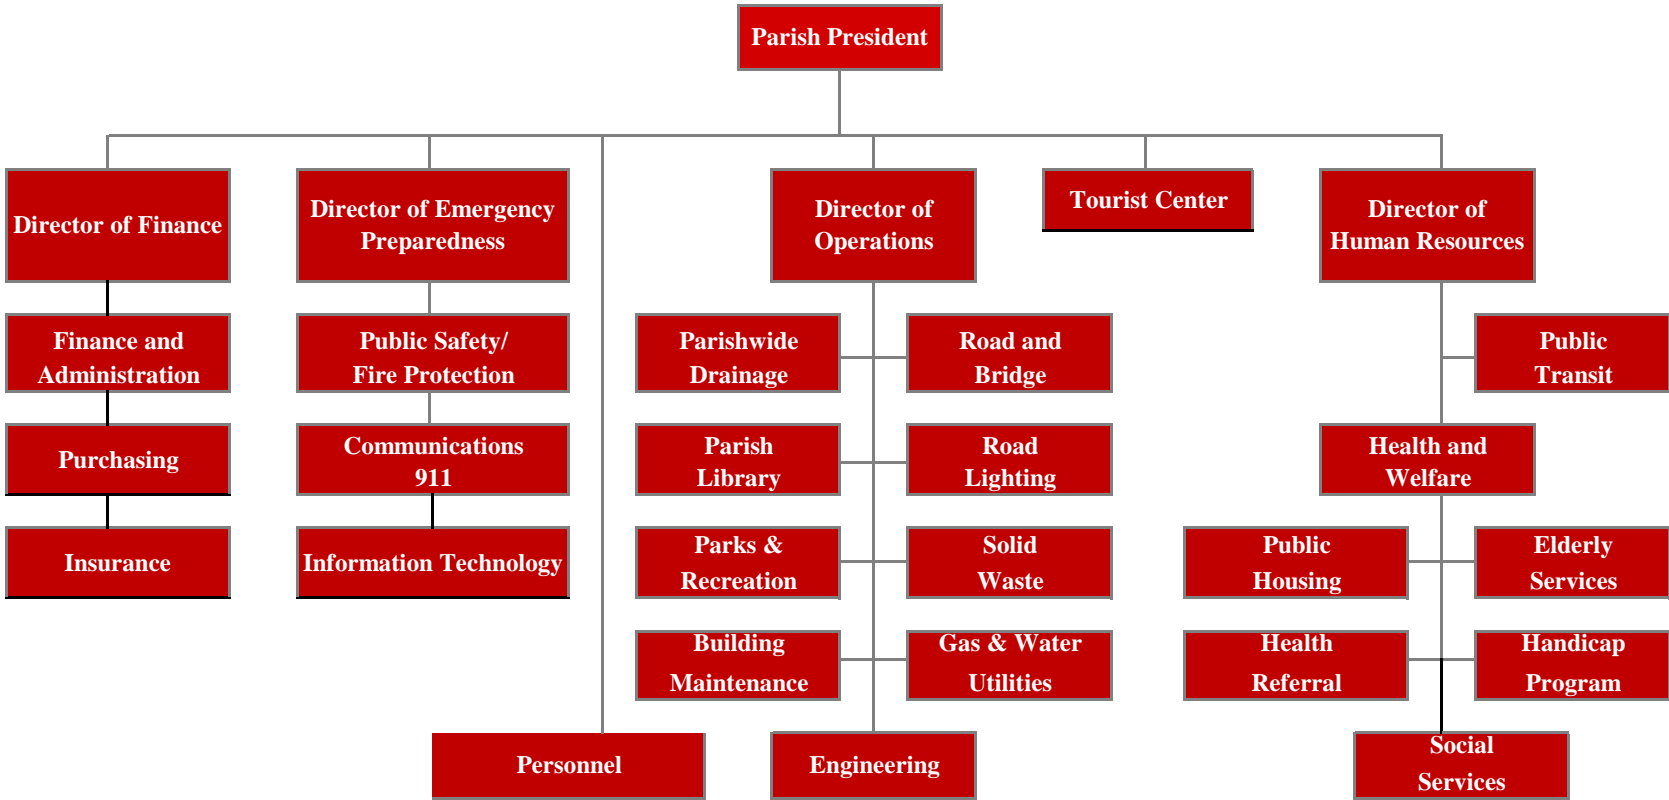 Parish President
Director of Finance
Director of Emergency
Preparedness
Director of
Operations
Tourist Center
Director of
Human Resources
Finance and
Administration
Public Safety/
Fire Protection
Parishwide
Drainage
Road and
Bridge
Public
Transit
Purchasing
Communications
911
Parish
Library
Road
Lighting
Health and
Welfare
Insurance
Information Technology
Parks &
Recreation
Solid
Waste
Public
Housing
Elderly
Services
Building
Maintenance
Gas & Water
Utilities
Health
Referral
Handicap
Program
Personnel
Engineering
Social
Services